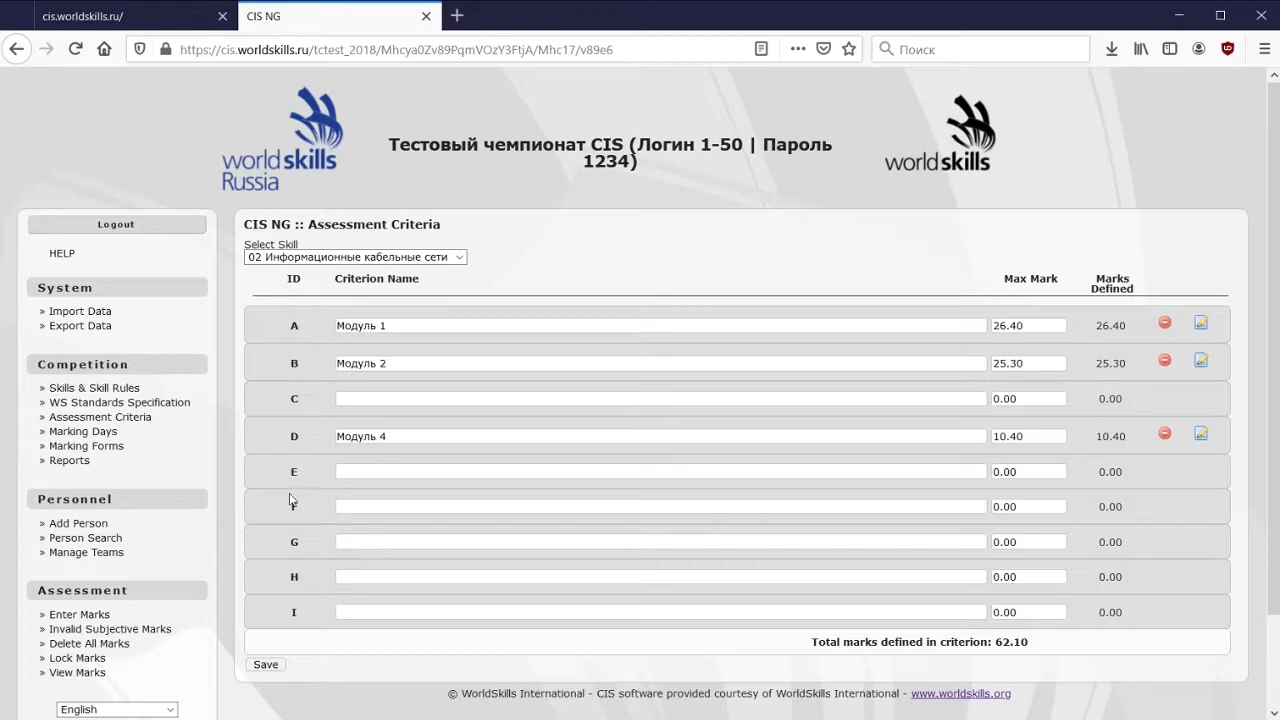 cis.worldskills.ru/
CIS NG
https://cis.worldskills.ru/tctest_2018/Mhcya0Zv89PqmVOzY3FtjA/Mhc17/v89e6
Поиск
world skills
Russia
Тестовый чемпионат CIS (Логин 1-50 | Пароль
1234)
world skills
Logout
HELP
System
» Import Data
» Export Data
Competition
» Skills & Skill Rules
» WS Standards Specification
» Assessment Criteria
» Marking Days
» Marking Forms
» Reports
Personnel
» Add Person
» Person Search
» Manage Teams
Assessment
» Enter Marks
» Invalid Subjective Marks
» Delete All Marks
» Lock Marks
» View Marks
English
CIS NG :: Assessment Criteria
Select Skill
02 Информационные кабельные сети
ID Criterion Name Max Mark Marks
Defined
A Модуль 1 26.40 26.40
B Модуль 2 25.30 25.30
C 0.00 0.00
D Модуль 4 10.40 10.40
E 0.00 0.00
F 0.00 0.00
G 0.00 0.00
H 0.00 0.00
I 0.00 0.00
Total marks defined in criterion: 62.10
Save
© WorldSkills International - CIS software provided courtesy of WorldSkills International - www.worldskills.org